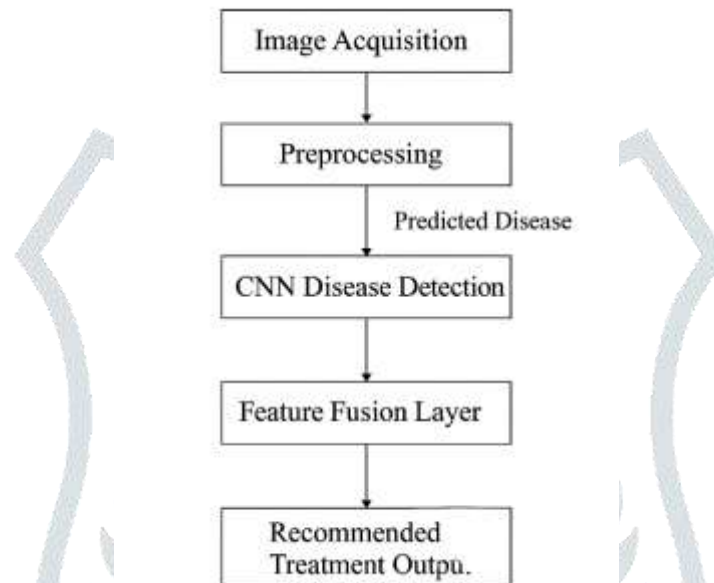 Image Acquisition
Preprocessing
Predicted Disease
CNN Disease Detection
Feature Fusion Layer
Recommended
Treatment Outpu.